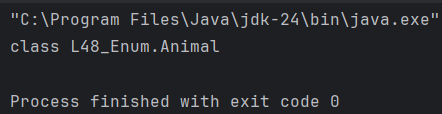 "C:\Program Files\Java\jdk-24\bin\java.exe"
class L48_Enum.Animal
Process finished with exit code 0